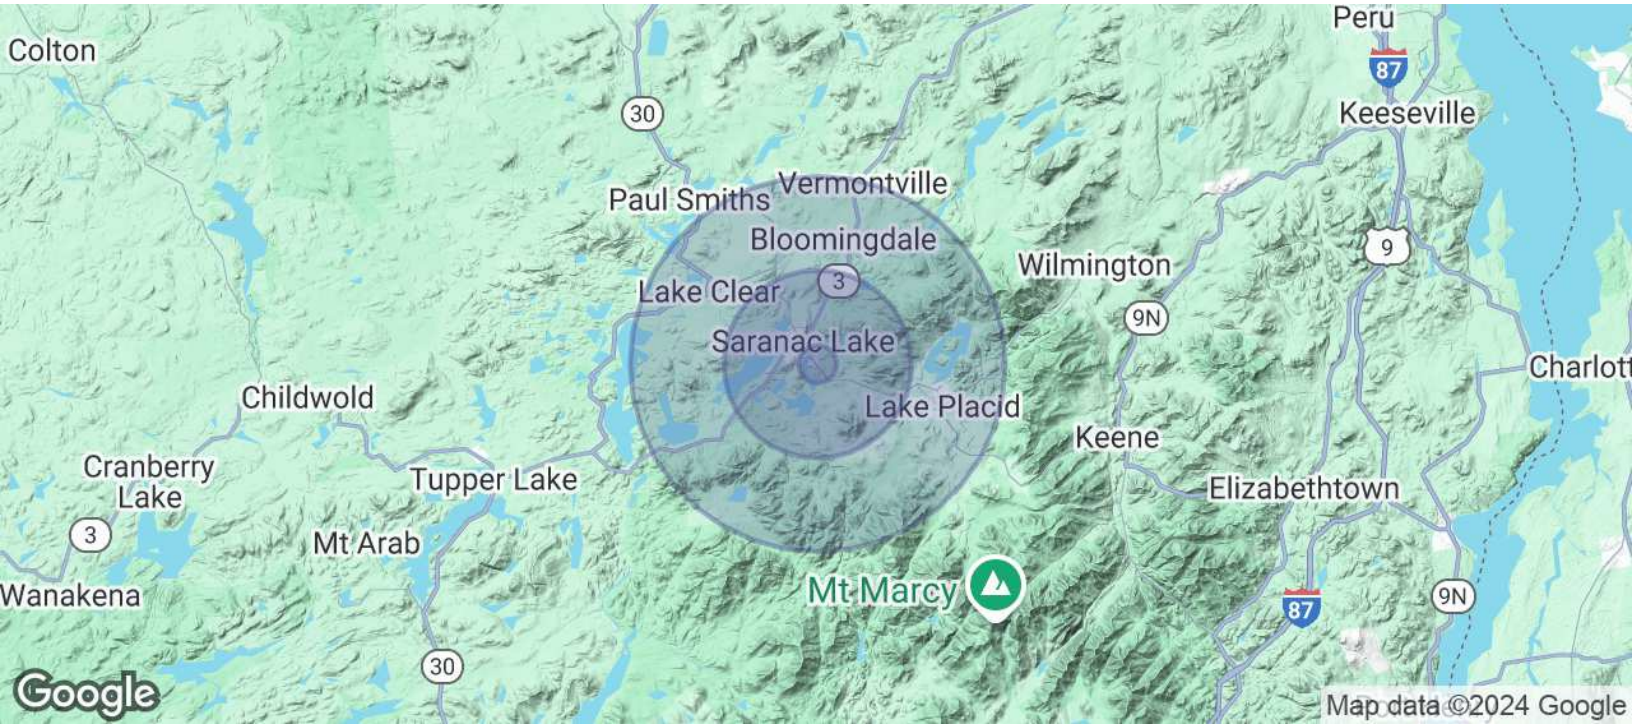 Peru
Colton
87
Keeseville
30
Vermontville
Paul Smiths
Bloomingdale
9
Wilmington
3
Lake Clear
9N
Saranac Lake
Charlott
Childwold
Lake Placid
Keene
Cranberry
Lake
Tupper Lake
Elizabethtown
3
Mt Arab
Mt Marcy
Wanakena
87
9N
30
Google
Map data ©2024 Google